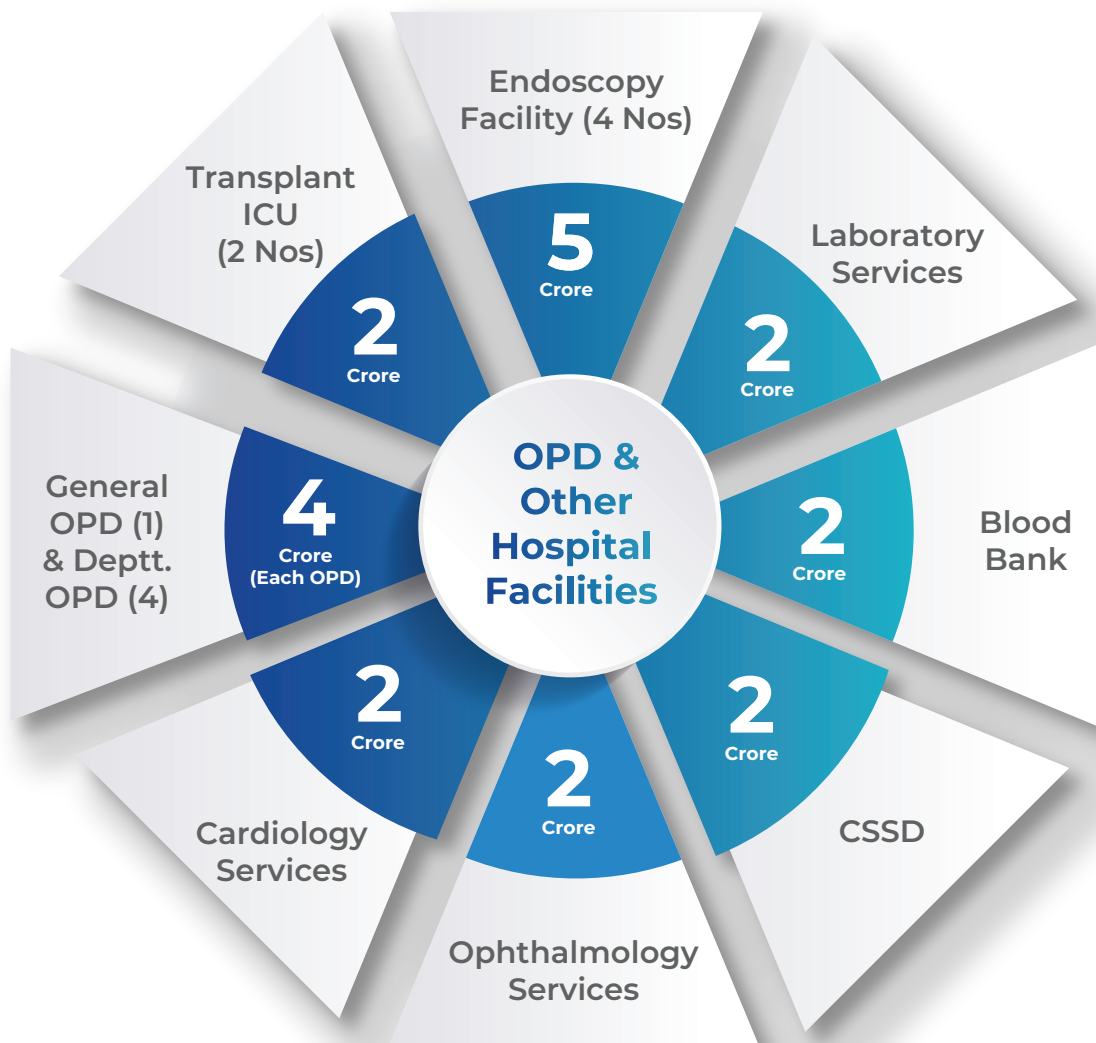 OPD &
Other
Hospital
Facilities
Endoscopy
Facility (4 Nos)
5
Crore
Laboratory
Services
2
Crore
Blood
Bank
2
Crore
CSSD
2
Crore
Ophthalmology
Services
2
Crore
Cardiology
Services
2
Crore
General
OPD (1)
& Deptt.
OPD (4)
4
Crore
(Each OPD)
Transplant
ICU
(2 Nos)
2
Crore